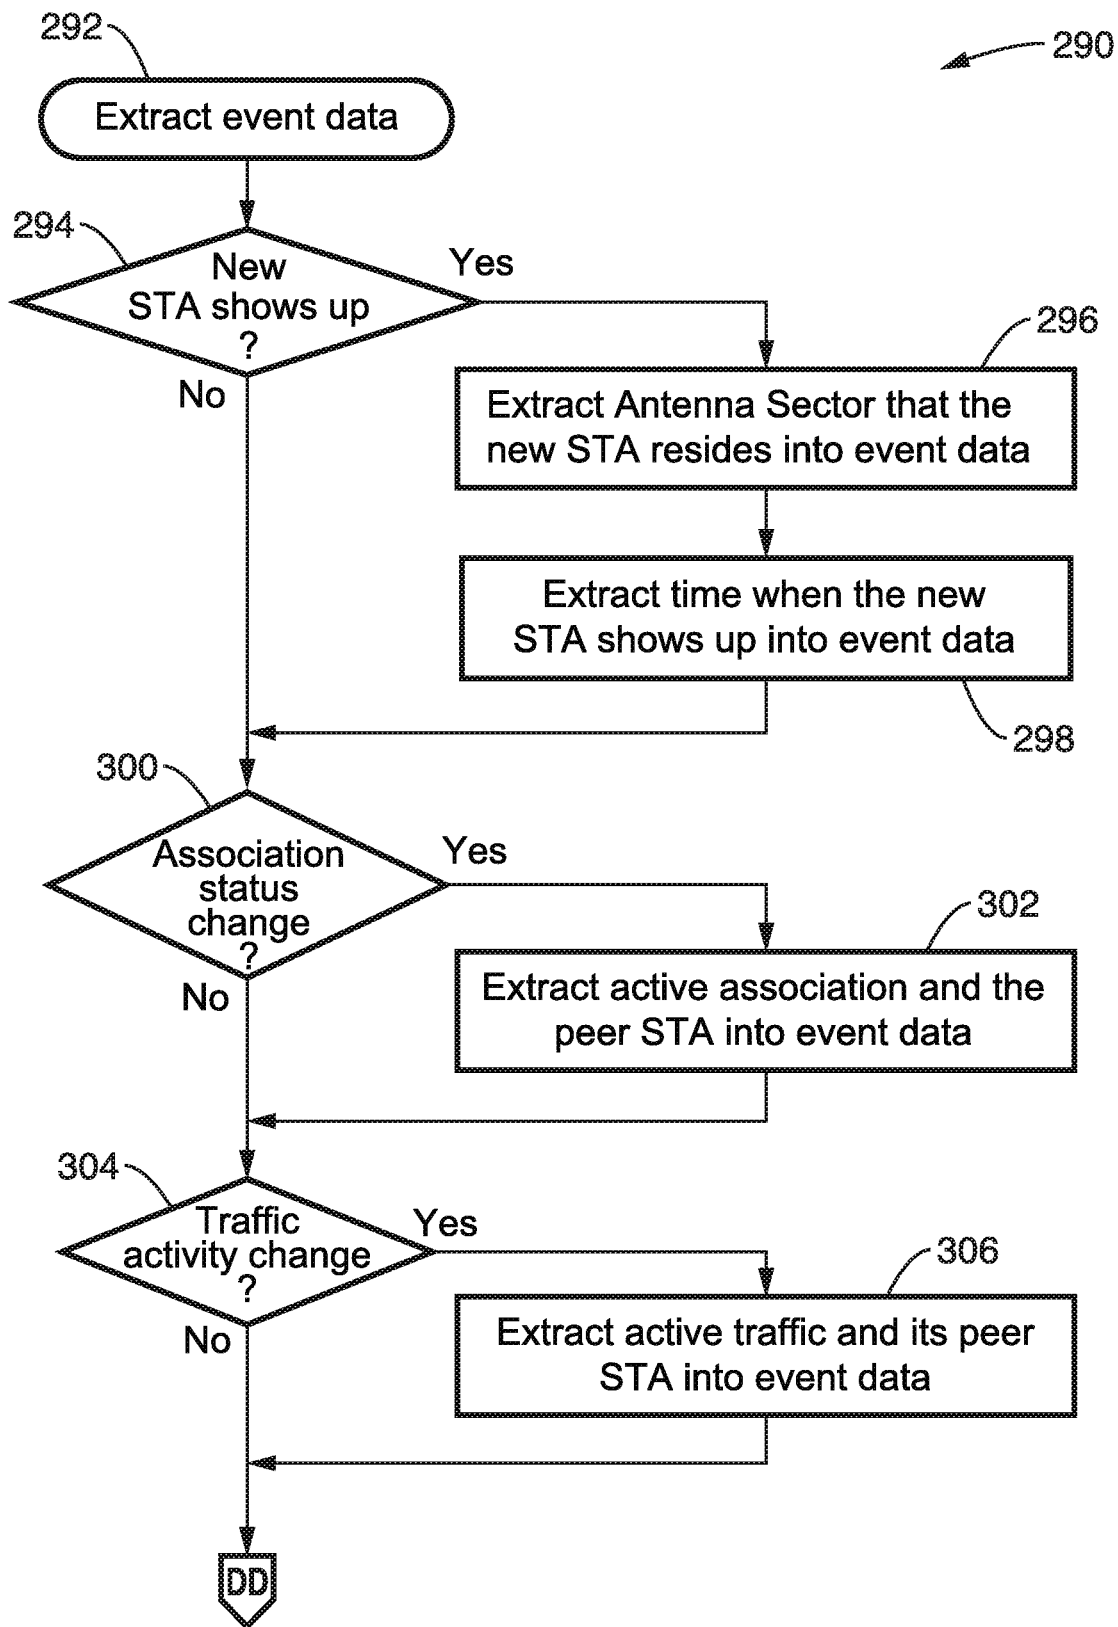 292
290
Extract event data
294
New
STA shows up
?
Yes
No
296
Extract Antenna Sector that the
new STA resides into event data
Extract time when the new
STA shows up into event data
298
300
Association
status
change
?
Yes
No
302
Extract active association and the
peer STA into event data
304
Traffic
activity change
?
Yes
No
306
Extract active traffic and its peer
STA into event data
DD